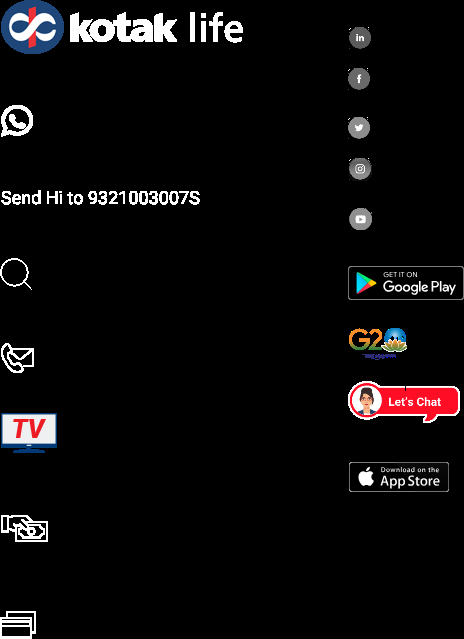 kotak life
Send Hi to 9321003007S
TV
in
f
GET IT ON
Google Play
G20
Let's Chat
Download on the
App Store